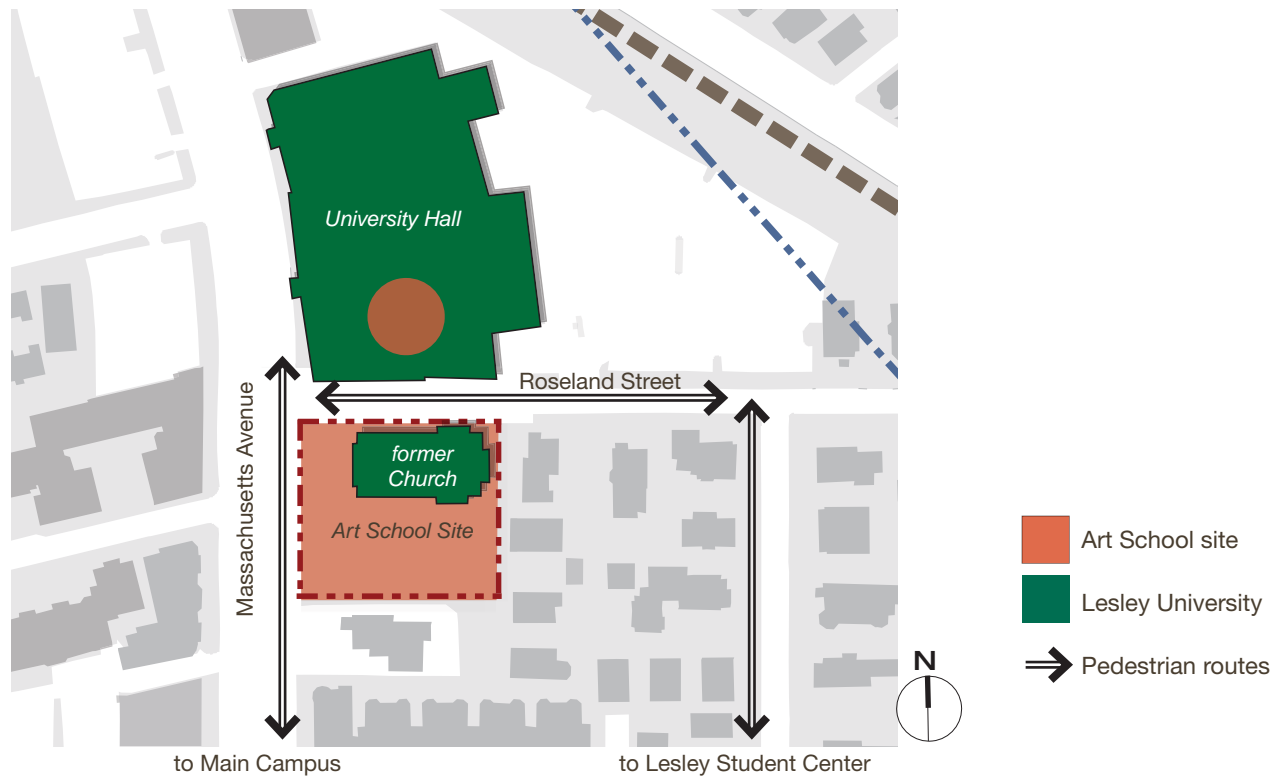 University Hall
Roseland Street
Massachusetts Avenue
former
Church
Art School Site
Art School site
Lesley University
Pedestrian routes
N
to Main Campus
to Lesley Student Center